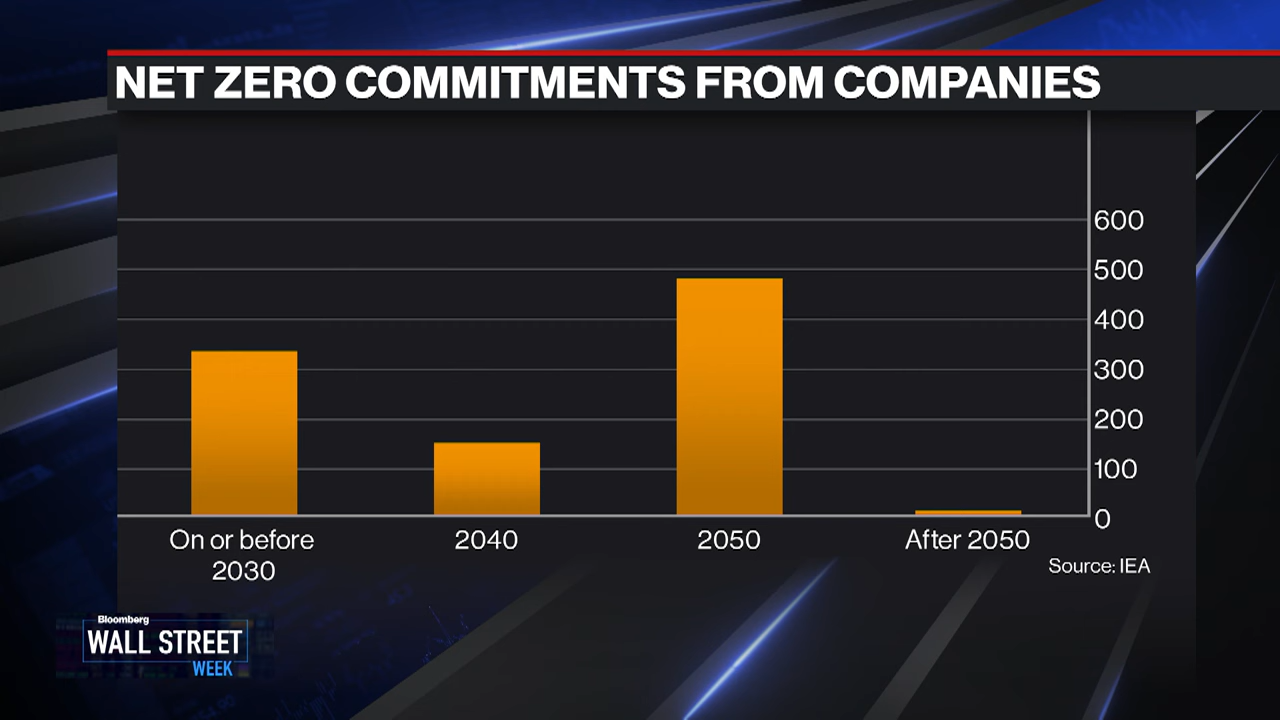 NET ZERO COMMITMENTS FROM COMPANIES
600
500
400
300
200
100
0
On or before
2030
2040
2050
After 2050
Source: IEA
Bloomberg
WALL STREET
WEEK